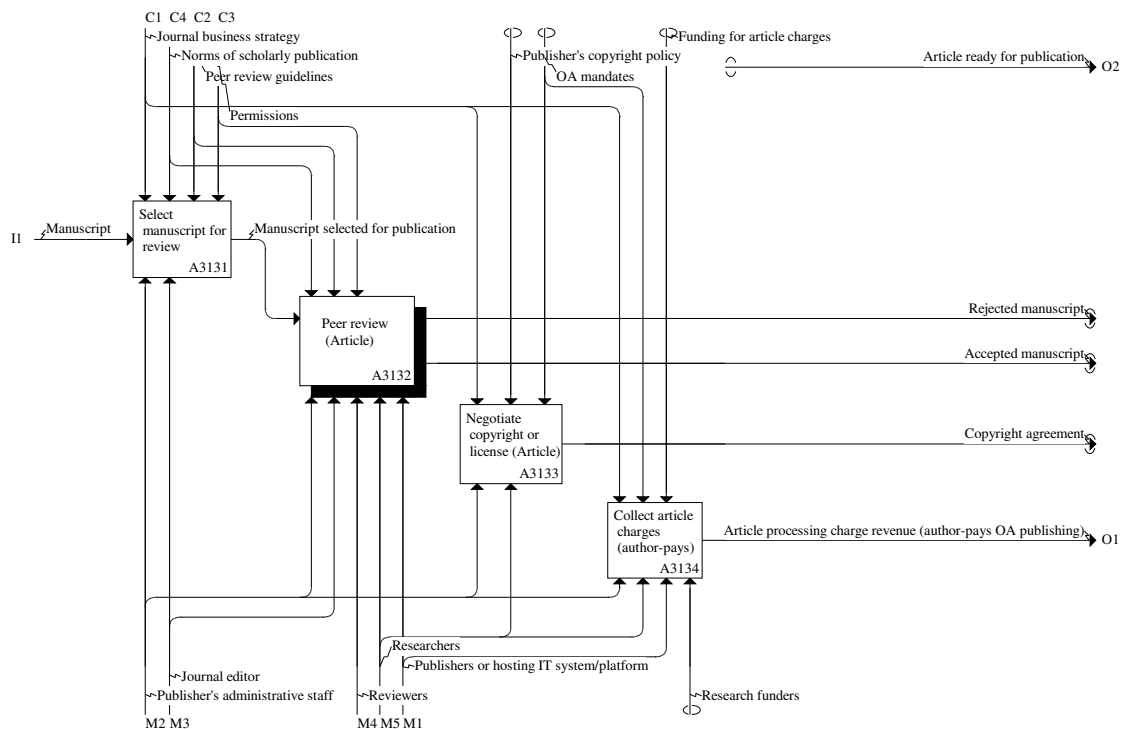 C1 C4 C2 C3
Journal business strategy
Norms of scholarly publication
Peer review guidelines
Permissions
Publisher's copyright policy
OA mandates
Funding for article charges
Article ready for publication
O2
I1
Manuscript
Select
manuscript for
review
A3131
Manuscript selected for publication
Peer review
(Article)
A3132
Rejected manuscript
Accepted manuscript
Negotiate
copyright or
license (Article)
A3133
Copyright agreement
Collect article
charges
(author-pays)
A3134
Article processing charge revenue (author-pays OA publishing)
O1
Researchers
Publishers or hosting IT system/platform
Journal editor
Publisher's administrative staff
Reviewers
Research funders
M2 M3
M4 M5 M1